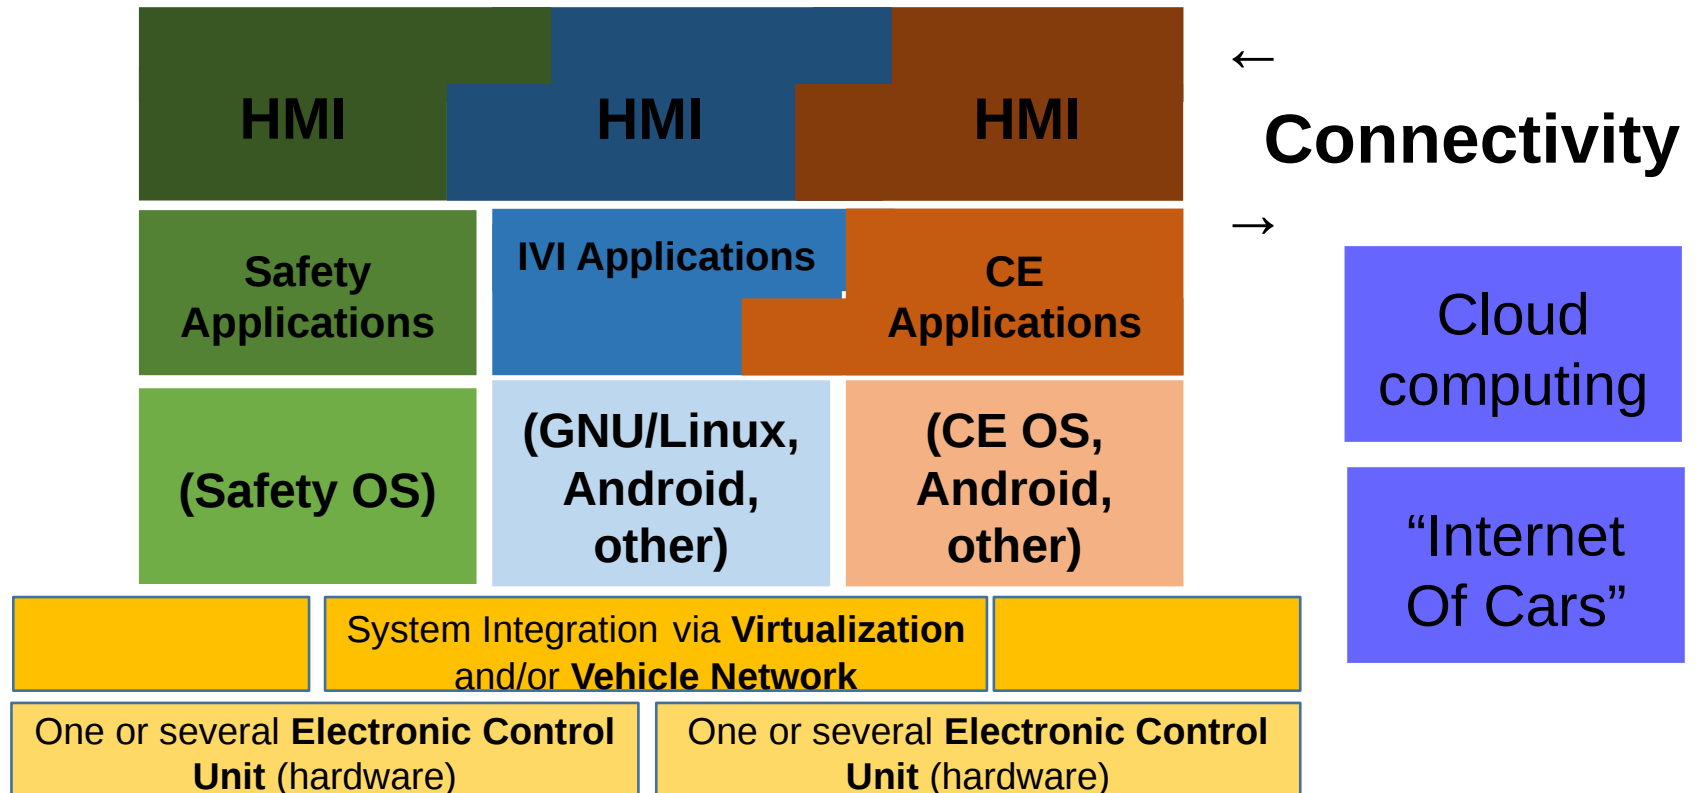 HMI
HMI
HMI
←
Connectivity
→
Safety
Applications
IVI Applications
CE
Applications
(Safety OS)
(GNU/Linux,
Android,
other)
(CE OS,
Android,
other)
Cloud
computing
“Internet
Of Cars”
System Integration via Virtualization
and/or Vehicle Network
One or several Electronic Control
Unit (hardware)
One or several Electronic Control
Unit (hardware)